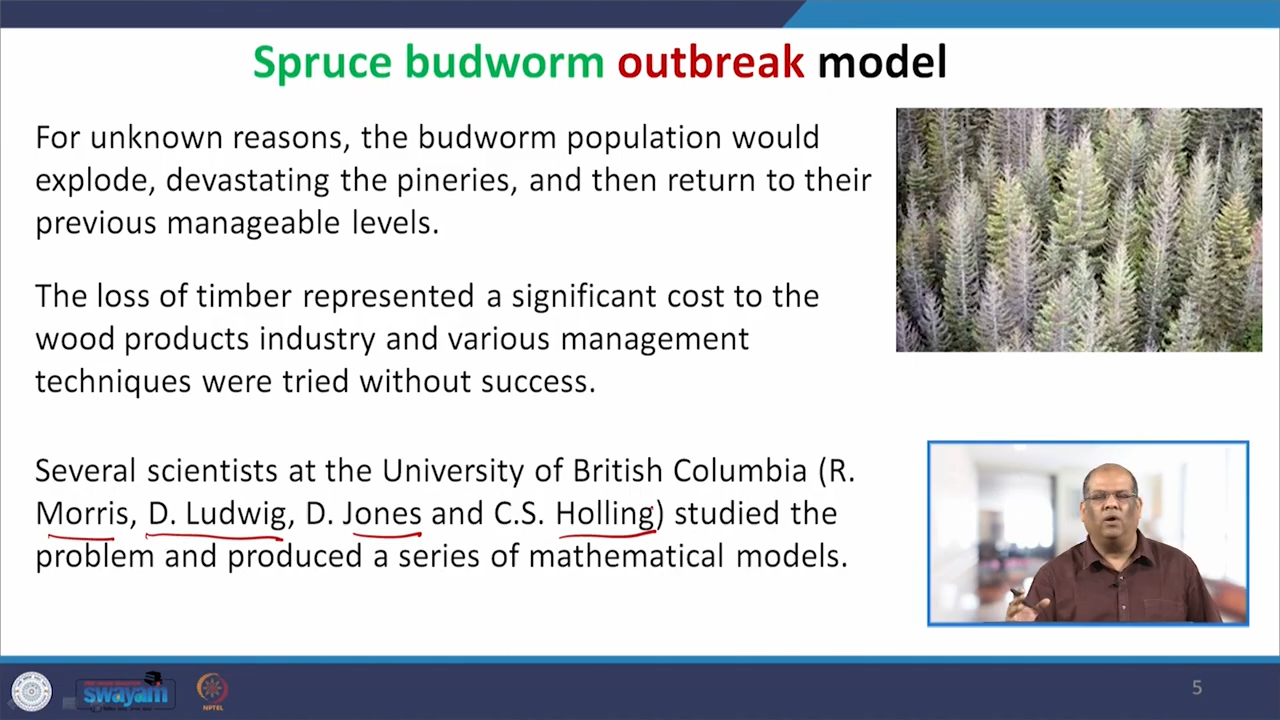 Spruce budworm outbreak model
For unknown reasons, the budworm population would
explode, devastating the pineries, and then return to their
previous manageable levels.
The loss of timber represented a significant cost to the
wood products industry and various management
techniques were tried without success.
Several scientists at the University of British Columbia (R.
Morris, D. Ludwig, D. Jones and C.S. Holling) studied the
problem and produced a series of mathematical models.
swayam
NPTEL
5